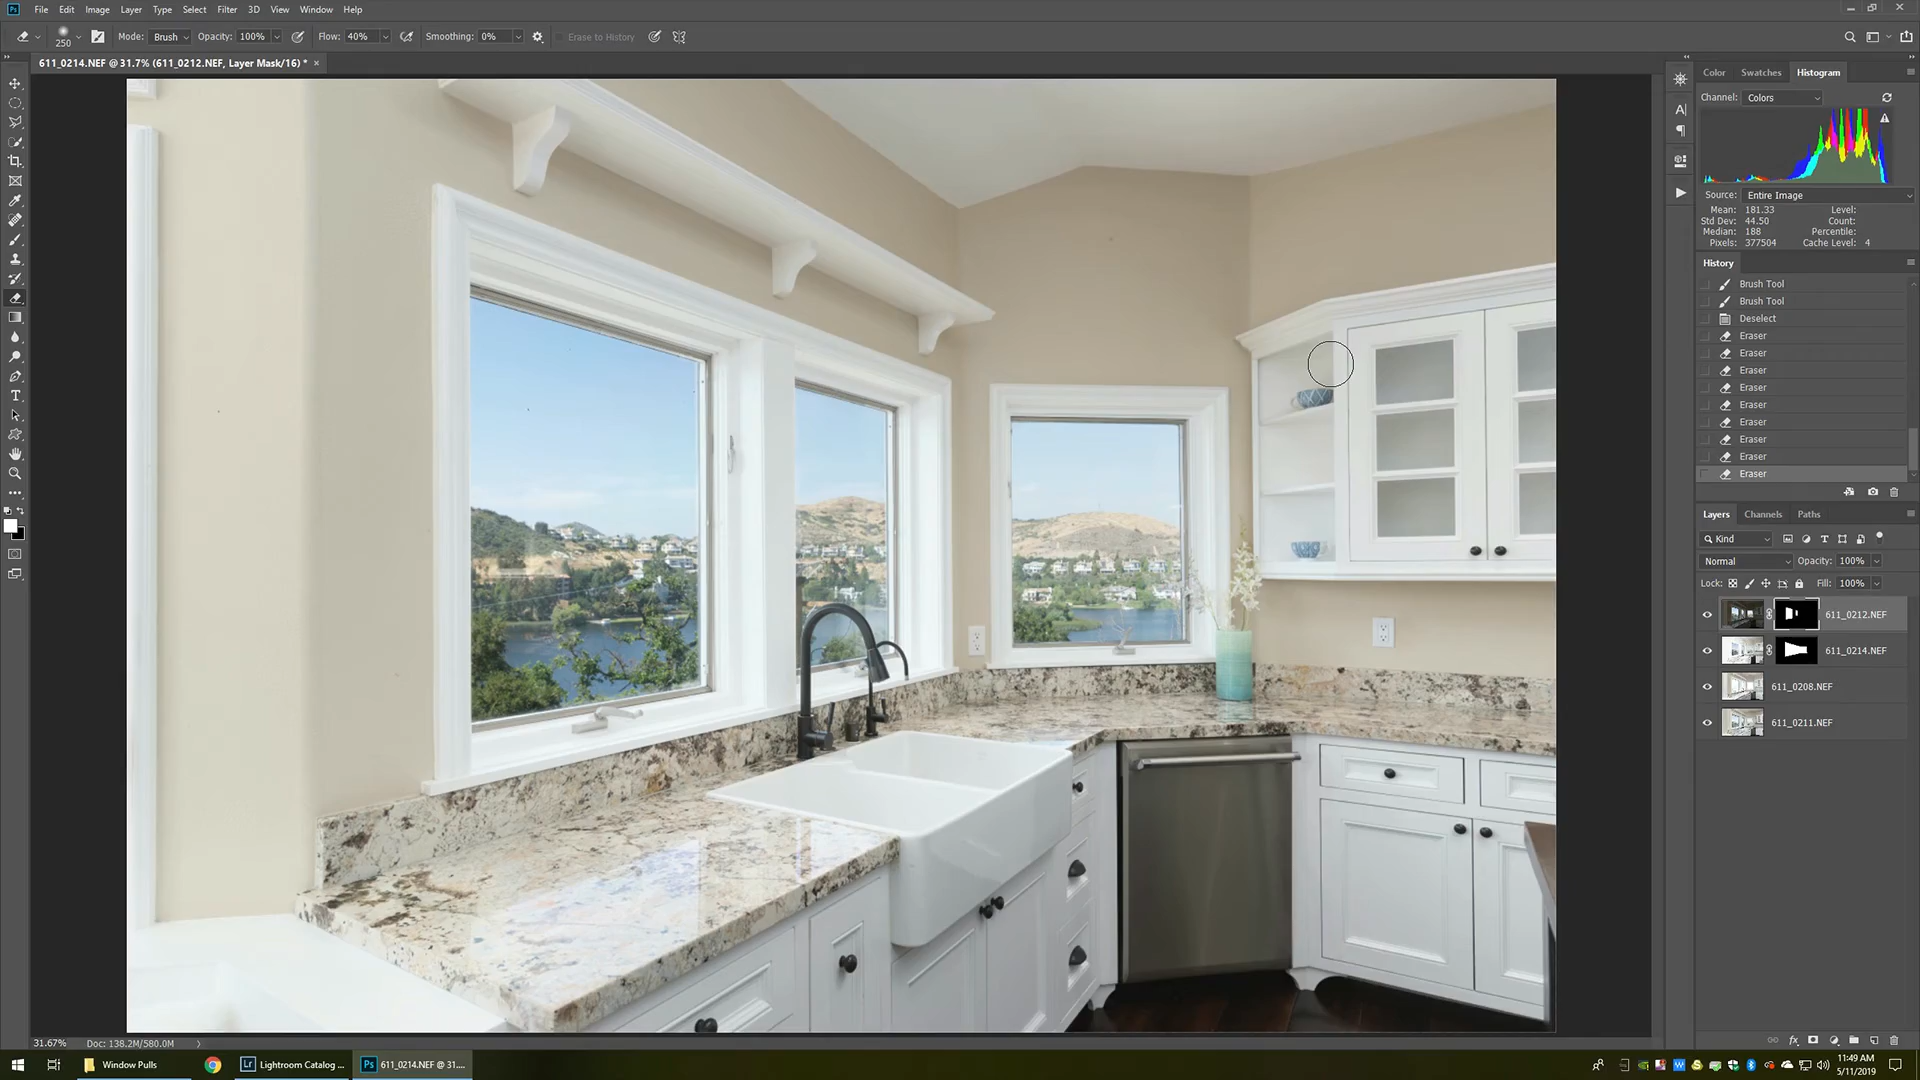 Ps File Edit Image Layer Type Select Filter 3D View Window Help
250 Mode: Brush Opacity: 100% Flow: 40% Smoothing: 0% Erase to History
611_0214.NEF @ 31.7% (611_0212.NEF, Layer Mask/16) * ×
Color Swatches Histogram
Channel: Colors
Source: Entire Image
Mean: 181.33 Level:
Std Dev: 44.50 Count:
Median: 188 Percentile:
Pixels: 377504 Cache Level: 4
History
Brush Tool
Brush Tool
Deselect
Eraser
Eraser
Eraser
Eraser
Eraser
Eraser
Eraser
Eraser
Eraser
Layers Channels Paths
Kind
Normal Opacity: 100%
Lock: Fill: 100%
611_0212.NEF
611_0214.NEF
611_0208.NEF
611_0211.NEF
31.67% Doc: 138.2M/580.0M
Window Pulls Lr Lightroom Catalog ... Ps 611_0214.NEF @ 31....
11:49 AM
5/11/2019